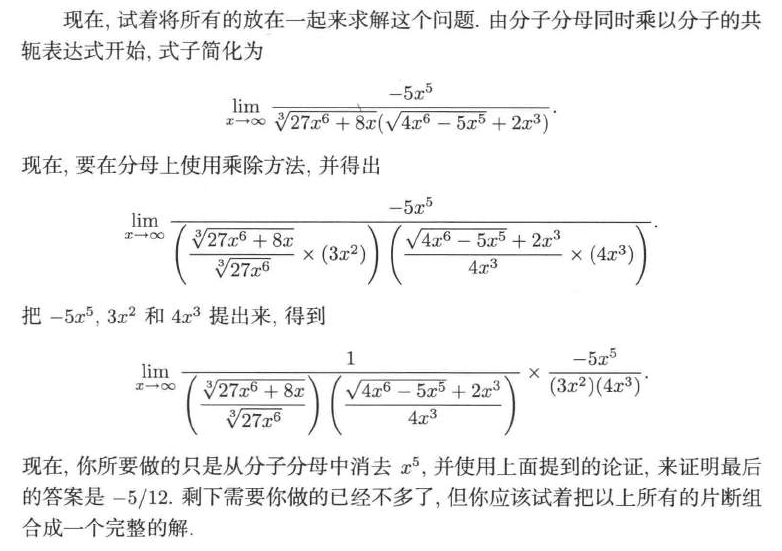 现在, 试着将所有的放在一起来求解这个问题. 由分子分母同时乘以分子的共
轭表达式开始, 式子简化为
\lim_{x→∞} \frac{-5x^5}{\sqrt[3]{27x^6 + 8x}(\sqrt{4x^6 - 5x^5} + 2x^3)}.
现在, 要在分母上使用乘除方法, 并得出
\lim_{x→∞} \frac{-5x^5}{\left(\frac{\sqrt[3]{27x^6 + 8x}}{\sqrt[3]{27x^6}} × (3x^2)\right)\left(\frac{\sqrt{4x^6 - 5x^5} + 2x^3}{4x^3} × (4x^3)\right)}.
把 -5x^5, 3x^2 和 4x^3 提出来, 得到
\lim_{x→∞} \frac{1}{\left(\frac{\sqrt[3]{27x^6 + 8x}}{\sqrt[3]{27x^6}}\right)\left(\frac{\sqrt{4x^6 - 5x^5} + 2x^3}{4x^3}\right)} × \frac{-5x^5}{(3x^2)(4x^3)}.
现在, 你所要做的只是从分子分母中消去 x^5, 并使用上面提到的论证, 来证明最后
的答案是 -5/12. 剩下需要你做的已经不多了, 但你应该试着把以上所有的片断组
合成一个完整的解.